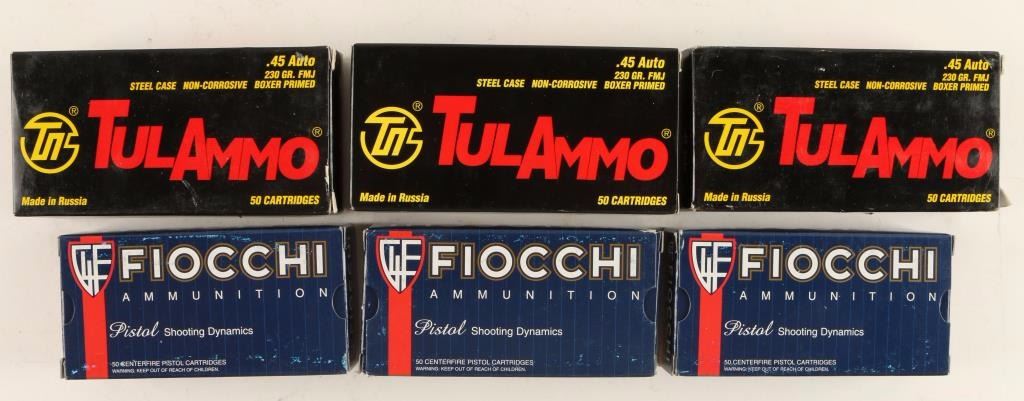 .45 Auto
230 GR. FMJ
STEEL CASE NON-CORROSIVE BOXER PRIMED
TULAMMO®
Made in Russia
50 CARTRIDGES
.45 Auto
230 GR. FMJ
STEEL CASE NON-CORROSIVE BOXER PRIMED
TULAMMO®
Made in Russia
50 CARTRIDGES
.45 Auto
230 GR. FMJ
STEEL CASE NON-CORROSIVE BOXER PRIMED
TULAMMO®
Made in Russia
50 CARTRIDGES
FIOCCHI
AMMUNITION
Pistol Shooting Dynamics
50 CENTERFIRE PISTOL CARTRIDGES
WARNING: KEEP OUT OF REACH OF CHILDREN.
FIOCCHI
AMMUNITION
Pistol Shooting Dynamics
50 CENTERFIRE PISTOL CARTRIDGES
WARNING: KEEP OUT OF REACH OF CHILDREN.
FIOCCHI
AMMUNITION
Pistol Shooting Dynamics
50 CENTERFIRE PISTOL CARTRIDGES
WARNING: KEEP OUT OF REACH OF CHILDREN.